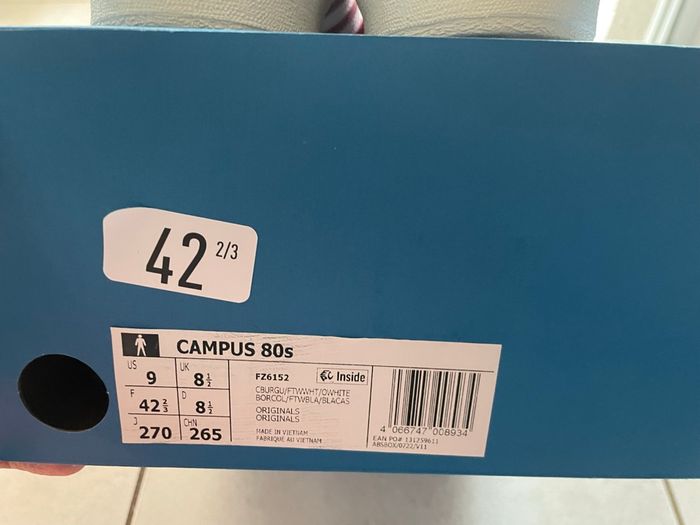 42 2/3
CAMPUS 80s
US 9 UK 8 1/2
F 42 2/3 D 8 1/2
J 270 CHN 265
FZ6152
Inside
CBURGU/FTWWHT/OWHITE
BORCOL/FTWBLA/BLACAS
ORIGINALS
ORIGINALS
MADE IN VIETNAM
FABRIQUÉ AU VIETNAM
4 066747 008934
EAN PO# 131259611
ABSBOX/0722/V11